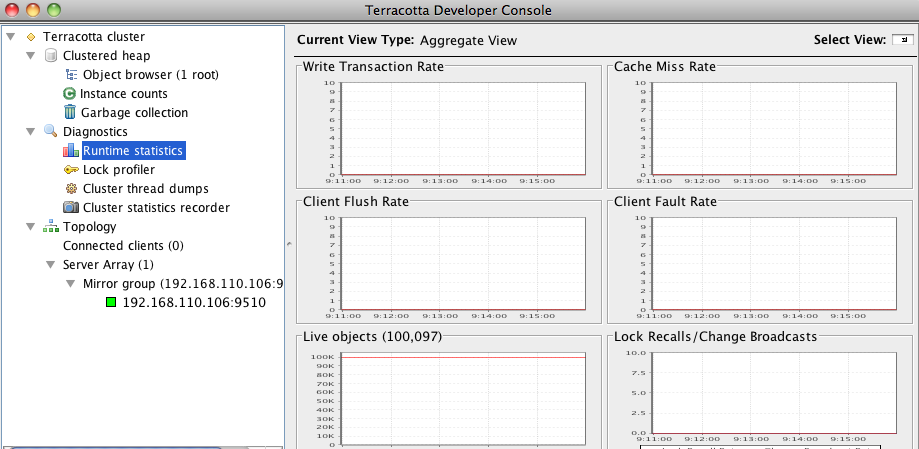 Terracotta Developer Console
Terracotta cluster
Clustered heap
Object browser (1 root)
Instance counts
Garbage collection
Diagnostics
Runtime statistics
Lock profiler
Cluster thread dumps
Cluster statistics recorder
Topology
Connected clients (0)
Server Array (1)
Mirror group (192.168.110.106:9
192.168.110.106:9510
Current View Type: Aggregate View
Select View:
Write Transaction Rate
10
9
8
7
6
5
4
3
2
1
0
9:11:00 9:12:00 9:13:00 9:14:00 9:15:00
Cache Miss Rate
10
9
8
7
6
5
4
3
2
1
0
9:11:00 9:12:00 9:13:00 9:14:00 9:15:00
Client Flush Rate
10
9
8
7
6
5
4
3
2
1
0
9:11:00 9:12:00 9:13:00 9:14:00 9:15:00
Client Fault Rate
10
9
8
7
6
5
4
3
2
1
0
9:11:00 9:12:00 9:13:00 9:14:00 9:15:00
Live objects (100,097)
100K
90K
80K
70K
60K
50K
40K
30K
20K
10K
0
Lock Recalls/Change Broadcasts
10.0
7.5
5.0
2.5
0.0
9:11:00 9:12:00 9:13:00 9:14:00 9:15:00